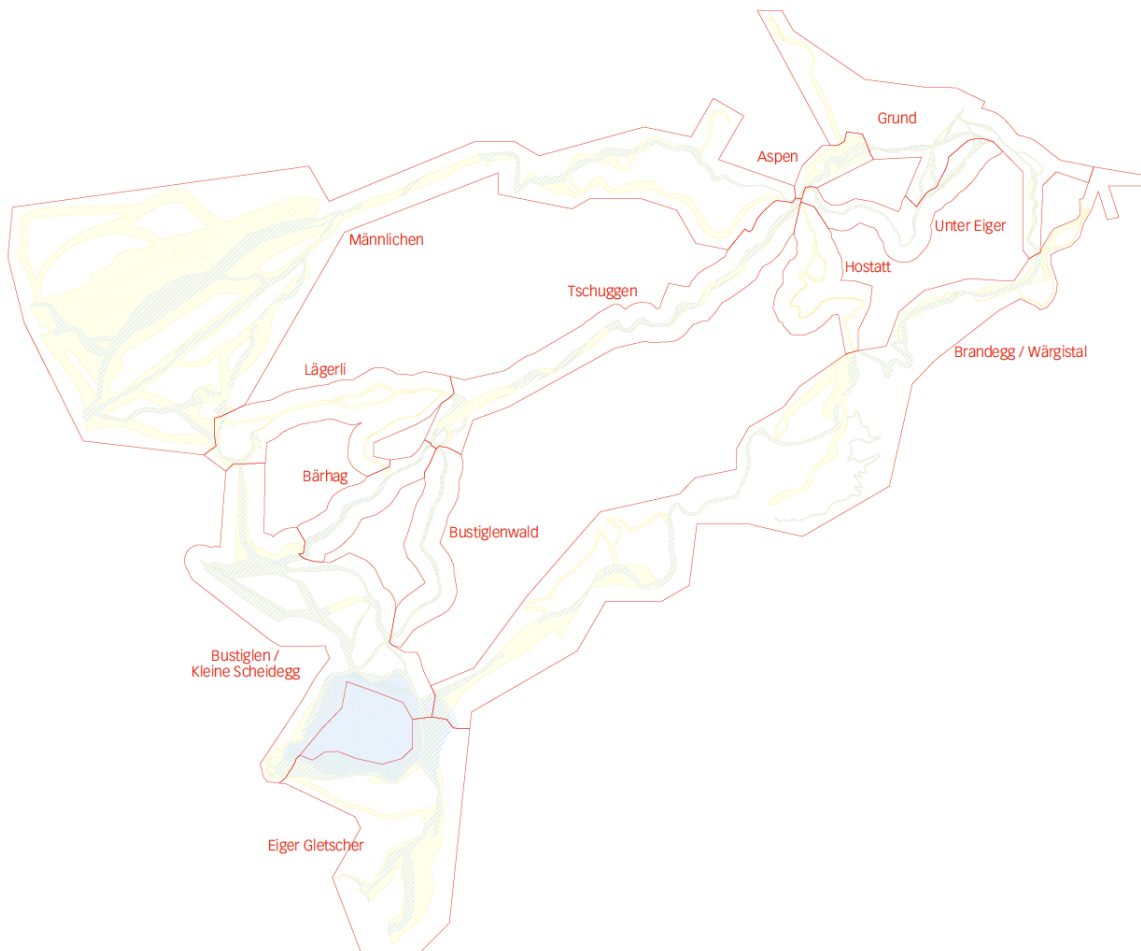 Grund
Aspen
Unter Eiger
Männlichen
Hostatt
Tschuggen
Brandegg / Wärgistal
Lägerli
Bärhag
Bustiglenwald
Bustiglen /
Kleine Scheidegg
Eiger Gletscher